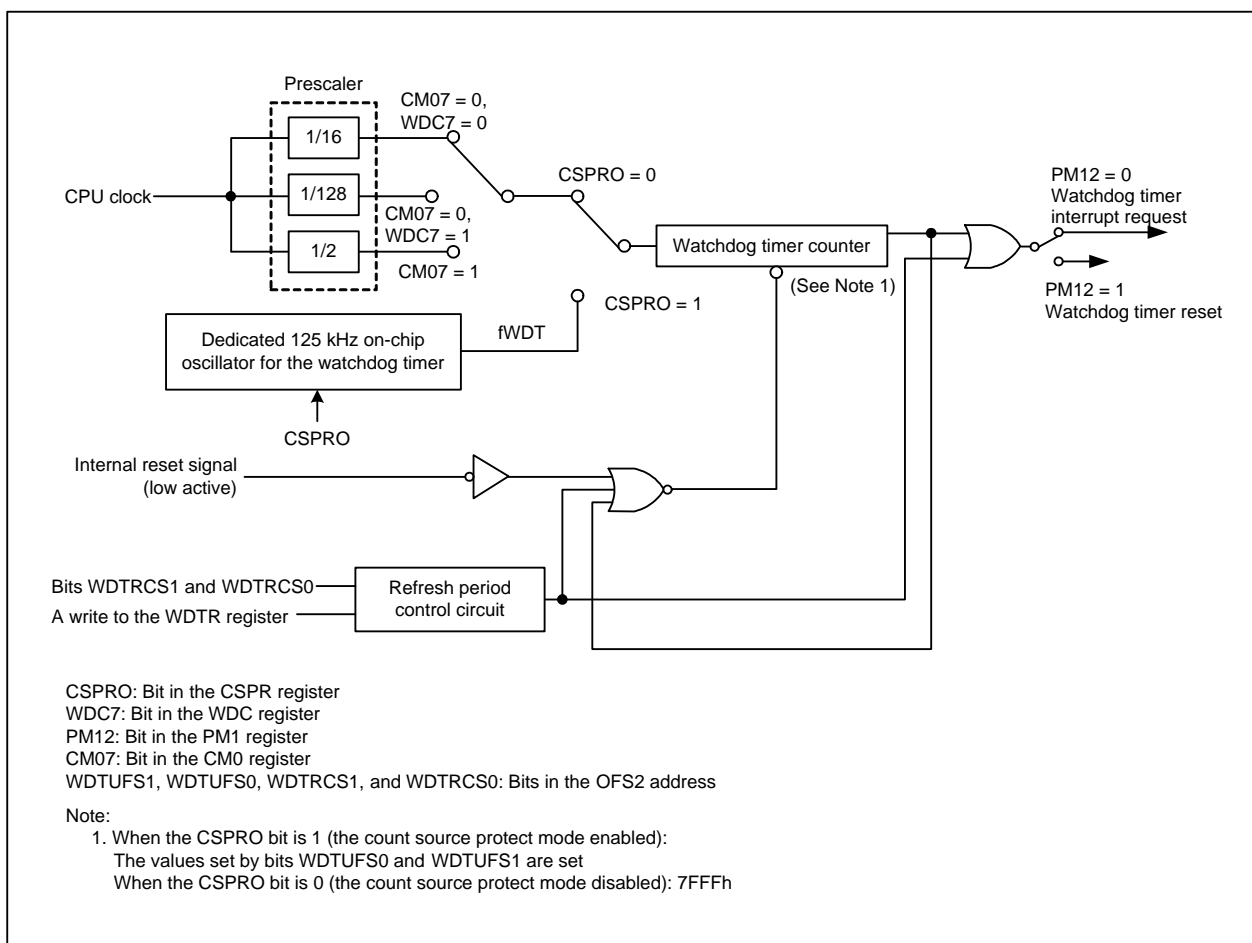 Prescaler
CM07 = 0,
WDC7 = 0
1/16
CPU clock
1/128
CM07 = 0,
WDC7 = 1
1/2
CM07 = 1
CSPRO = 0
Watchdog timer counter
(See Note 1)
PM12 = 0
Watchdog timer
interrupt request
PM12 = 1
Watchdog timer reset
CSPRO = 1
fWDT
Dedicated 125 kHz on-chip
oscillator for the watchdog timer
CSPRO
Internal reset signal
(low active)
Bits WDTRCS1 and WDTRCS0
A write to the WDTR register
Refresh period
control circuit
CSPRO: Bit in the CSPR register
WDC7: Bit in the WDC register
PM12: Bit in the PM1 register
CM07: Bit in the CM0 register
WDTUFS1, WDTUFS0, WDTRCS1, and WDTRCS0: Bits in the OFS2 address
Note:
1. When the CSPRO bit is 1 (the count source protect mode enabled):
The values set by bits WDTUFS0 and WDTUFS1 are set
When the CSPRO bit is 0 (the count source protect mode disabled): 7FFFh